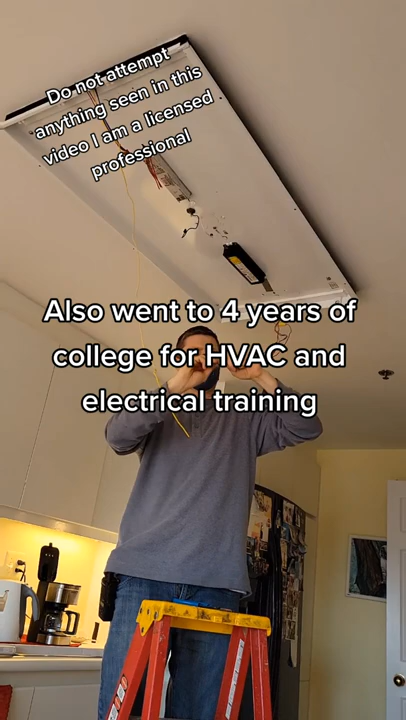 Do not attempt
anything seen in this
video I am a licensed
professional
Also went to 4 years of
college for HVAC and
electrical training